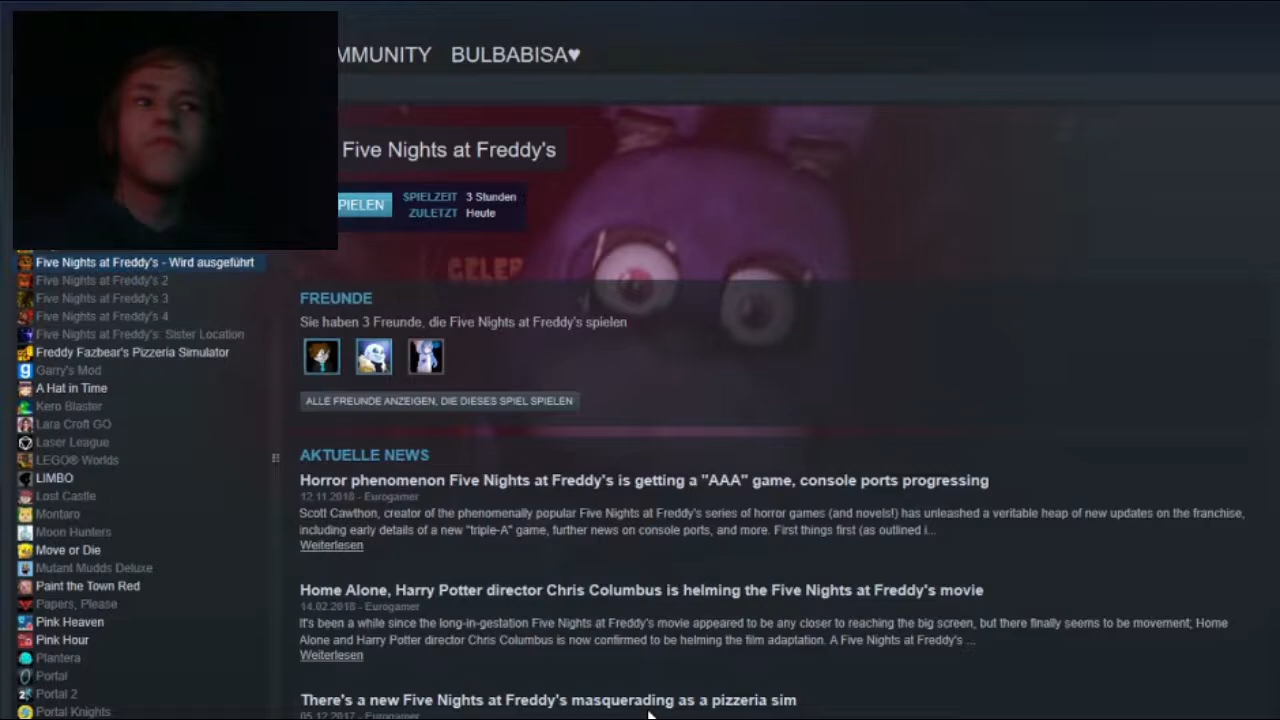 MMUNITY BULBABISA♥
Five Nights at Freddy's
PIELEN
SPIELZEIT 3 Stunden
ZULETZT Heute
Five Nights at Freddy's - Wird ausgeführt
Five Nights at Freddy's 2
Five Nights at Freddy's 3
Five Nights at Freddy's 4
Five Nights at Freddy's: Sister Location
Freddy Fazbear's Pizzeria Simulator
Garry's Mod
A Hat in Time
Kero Blaster
Lara Croft GO
Laser League
LEGO® Worlds
LIMBO
Lost Castle
Montaro
Moon Hunters
Move or Die
Mutant Mudds Deluxe
Paint the Town Red
Papers, Please
Pink Heaven
Pink Hour
Plantera
Portal
Portal 2
Portal Knights
CELEB
FREUNDE
Sie haben 3 Freunde, die Five Nights at Freddy's spielen
ALLE FREUNDE ANZEIGEN, DIE DIESES SPIEL SPIELEN
AKTUELLE NEWS
Horror phenomenon Five Nights at Freddy's is getting a "AAA" game, console ports progressing
12.11.2018 - Eurogamer
Scott Cawthon, creator of the phenomenally popular Five Nights at Freddy's series of horror games (and novels!) has unleashed a veritable heap of new updates on the franchise,
including early details of a new "triple-A" game, further news on console ports, and more. First things first (as outlined i...
Weiterlesen
Home Alone, Harry Potter director Chris Columbus is helming the Five Nights at Freddy's movie
14.02.2018 - Eurogamer
It's been a while since the long-in-gestation Five Nights at Freddy's movie appeared to be any closer to reaching the big screen, but there finally seems to be movement; Home
Alone and Harry Potter director Chris Columbus is now confirmed to be helming the film adaptation. A Five Nights at Freddy's ...
Weiterlesen
There's a new Five Nights at Freddy's masquerading as a pizzeria sim
05.12.2017 - Eurogamer